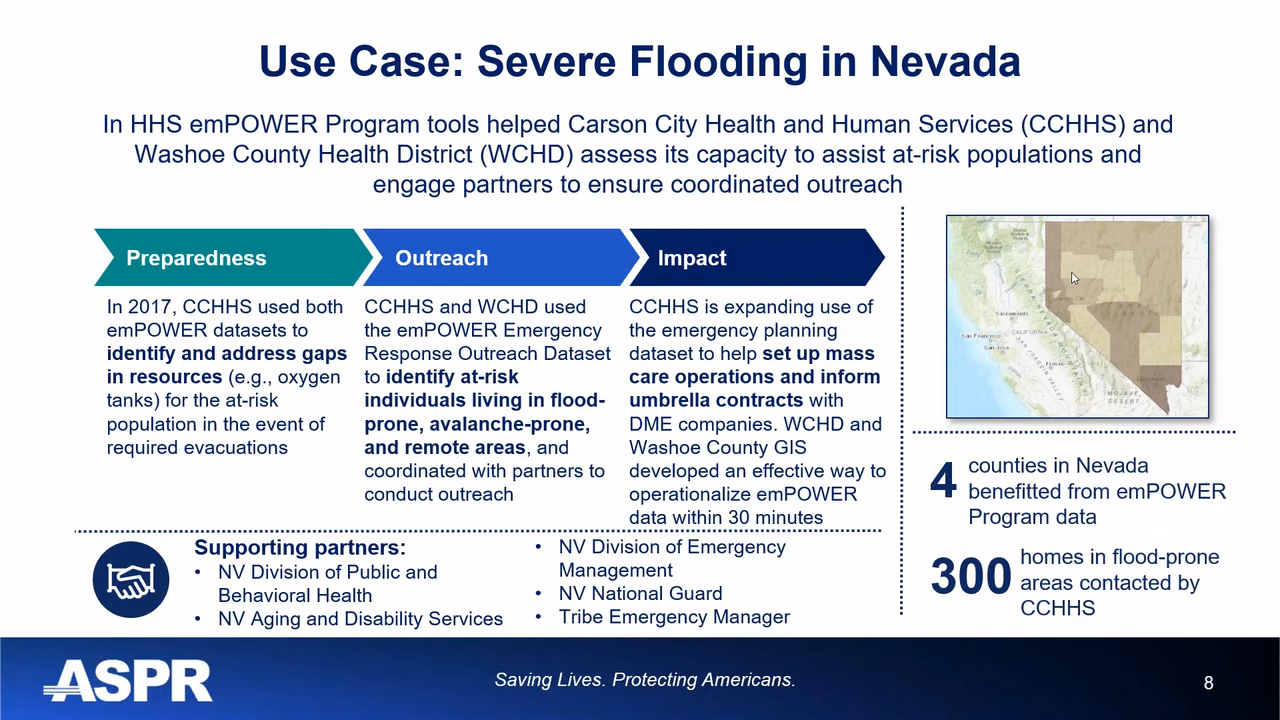 Use Case: Severe Flooding in Nevada
In HHS emPOWER Program tools helped Carson City Health and Human Services (CCHHS) and
Washoe County Health District (WCHD) assess its capacity to assist at-risk populations and
engage partners to ensure coordinated outreach
Preparedness
In 2017, CCHHS used both
emPOWER datasets to
identify and address gaps
in resources (e.g., oxygen
tanks) for the at-risk
population in the event of
required evacuations
Outreach
CCHHS and WCHD used
the emPOWER Emergency
Response Outreach Dataset
to identify at-risk
individuals living in flood-
prone, avalanche-prone,
and remote areas, and
coordinated with partners to
conduct outreach
Impact
CCHHS is expanding use of
the emergency planning
dataset to help set up mass
care operations and inform
umbrella contracts with
DME companies. WCHD and
Washoe County GIS
developed an effective way to
operationalize emPOWER
data within 30 minutes
Sacramento
CALIFORNIA
San Francisco
San Jose
Fresno
SAN JOAQUIN VALLEY
MOJAVE
DESERT
4 counties in Nevada
benefitted from emPOWER
Program data
300 homes in flood-prone
areas contacted by
CCHHS
Supporting partners:
• NV Division of Public and
Behavioral Health
• NV Aging and Disability Services
• NV Division of Emergency
Management
• NV National Guard
• Tribe Emergency Manager
ASPR
Saving Lives. Protecting Americans.
8